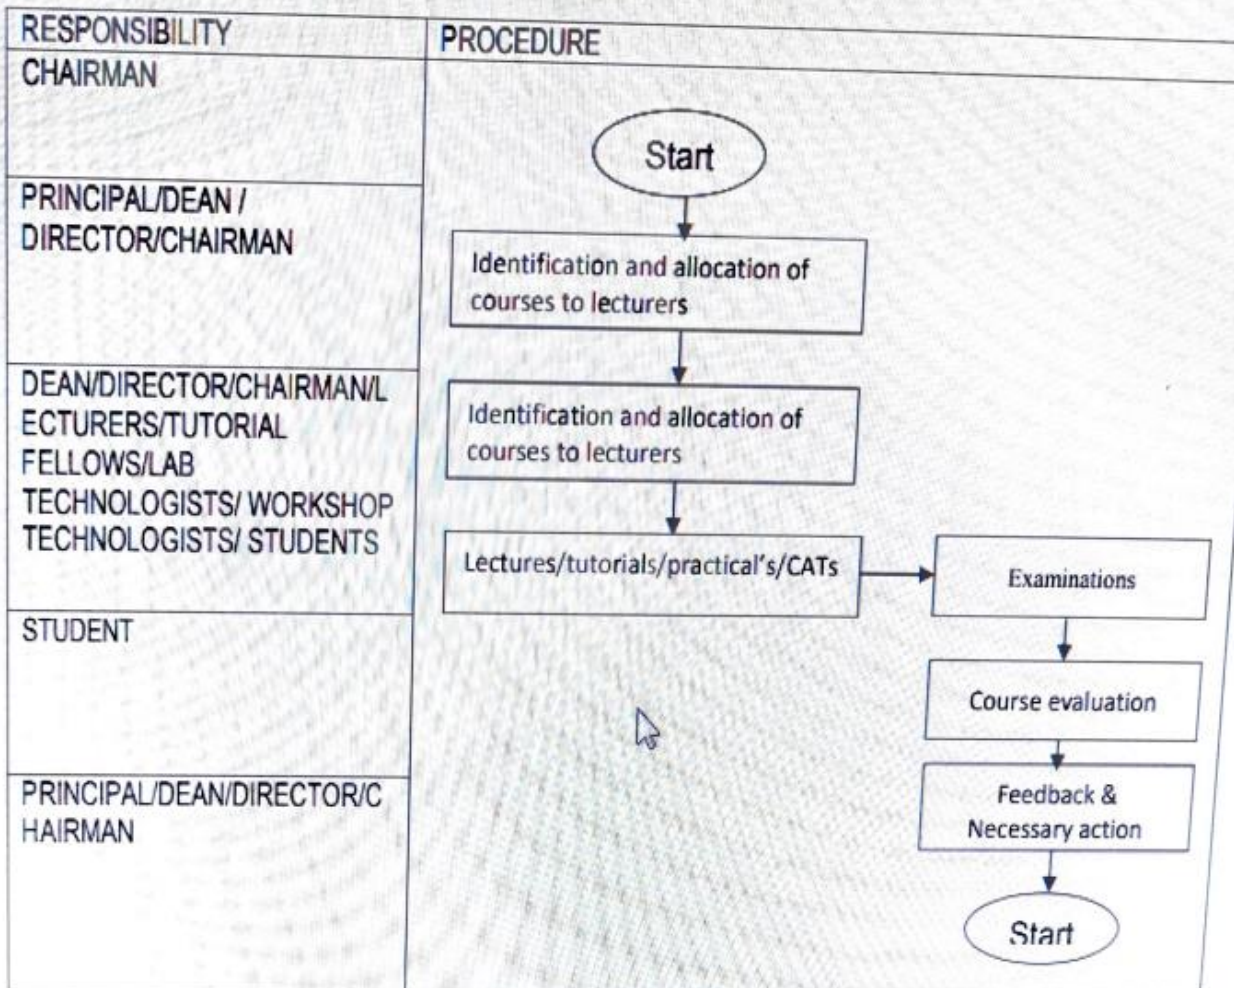 RESPONSIBILITY
PROCEDURE
CHAIRMAN
Start
PRINCIPAL/DEAN /
DIRECTOR/CHAIRMAN
Identification and allocation of
courses to lecturers
DEAN/DIRECTOR/CHAIRMAN/L
ECTURERS/TUTORIAL
FELLOWS/LAB
TECHNOLOGISTS/ WORKSHOP
TECHNOLOGISTS/ STUDENTS
Identification and allocation of
courses to lecturers
Lectures/tutorials/practical's/CATs
Examinations
STUDENT
Course evaluation
PRINCIPAL/DEAN/DIRECTOR/C
HAIRMAN
Feedback &
Necessary action
Start